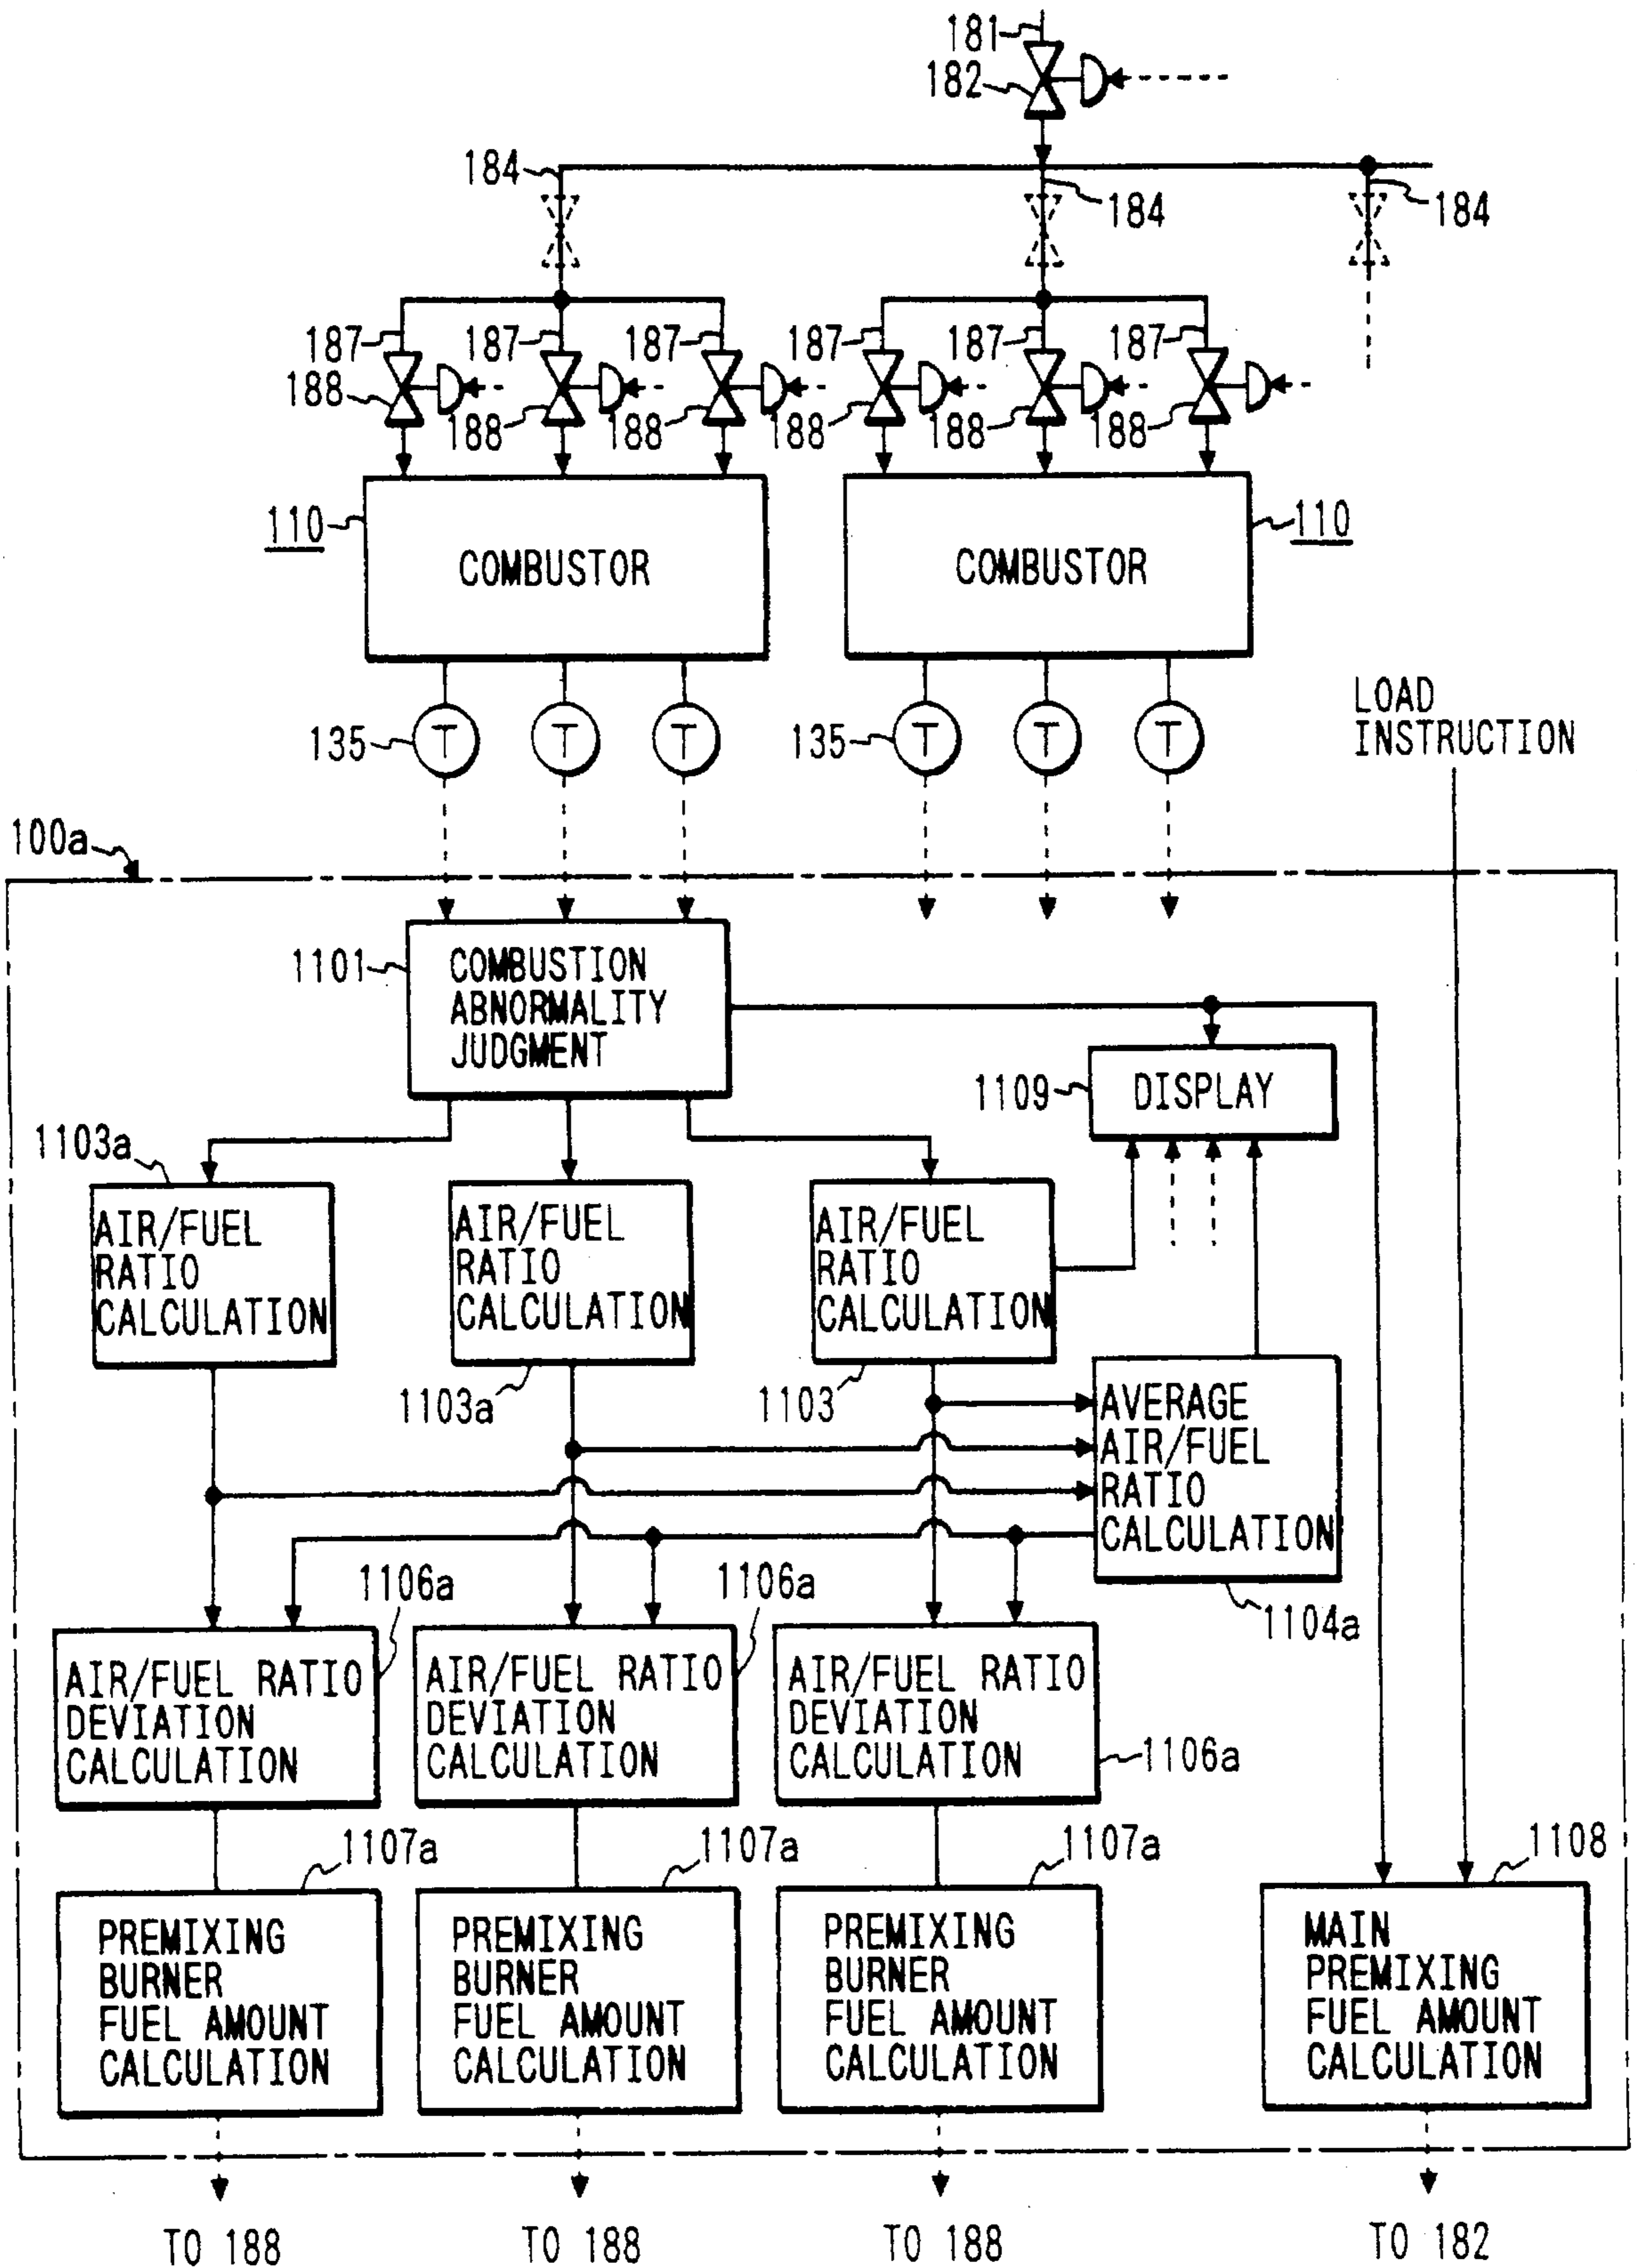 181
182
184
184
184
187
187
187
187
187
187
188
188
188
188
188
188
110
COMBUSTOR
COMBUSTOR
110
135
T
T
T
135
T
T
T
LOAD
INSTRUCTION
100a
1101
COMBUSTION
ABNORMALITY
JUDGMENT
1109
DISPLAY
1103a
AIR/FUEL
RATIO
CALCULATION
AIR/FUEL
RATIO
CALCULATION
1103a
AIR/FUEL
RATIO
CALCULATION
1103
AVERAGE
AIR/FUEL
RATIO
CALCULATION
1104a
1106a
AIR/FUEL RATIO
DEVIATION
CALCULATION
1106a
AIR/FUEL RATIO
DEVIATION
CALCULATION
AIR/FUEL RATIO
DEVIATION
CALCULATION
1106a
1107a
PREMIXING
BURNER
FUEL AMOUNT
CALCULATION
1107a
PREMIXING
BURNER
FUEL AMOUNT
CALCULATION
1107a
PREMIXING
BURNER
FUEL AMOUNT
CALCULATION
1108
MAIN
PREMIXING
FUEL AMOUNT
CALCULATION
TO 188
TO 188
TO 188
TO 182